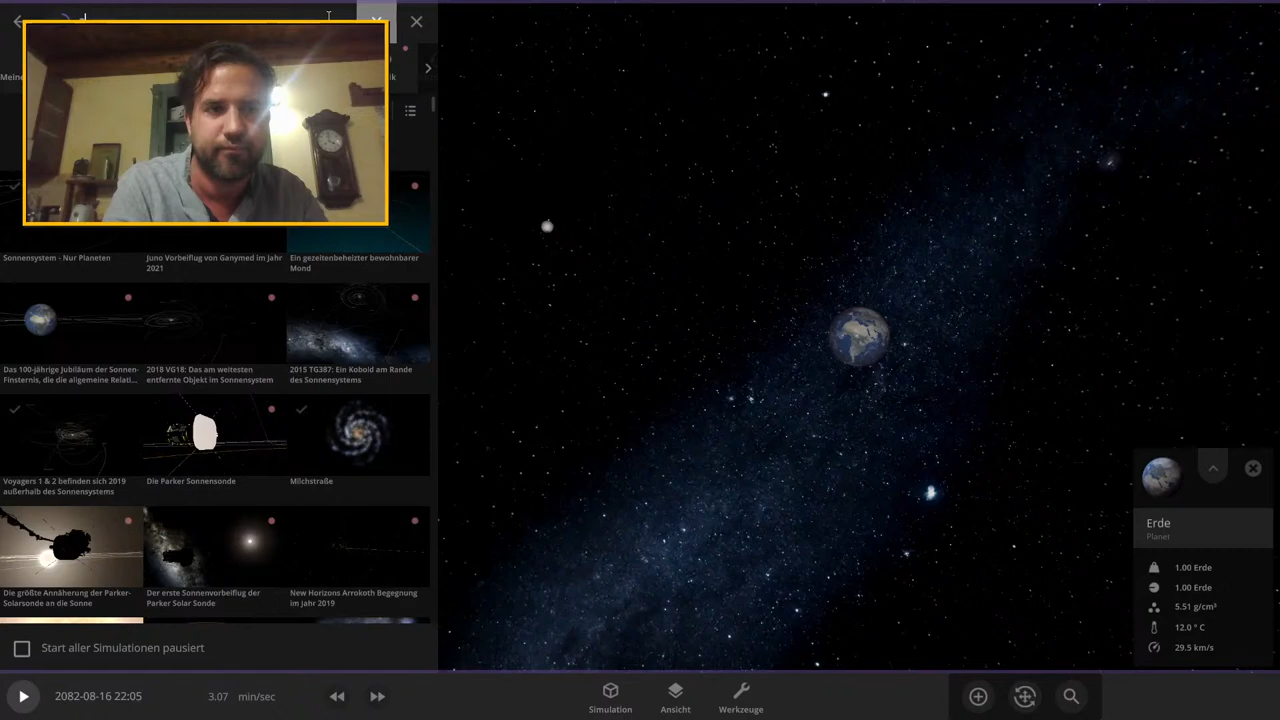 Meine
ik
Sonnensystem - Nur Planeten
Juno Vorbeiflug von Ganymed im Jahr
2021
Ein gezeitenbeheizter bewohnbarer
Mond
Das 100-jährige Jubiläum der Sonnen-
Finsternis, die die allgemeine Relati...
2018 VG18: Das am weitesten
entfernte Objekt im Sonnensystem
2015 TG387: Ein Kobold am Rande
des Sonnensystems
Voyagers 1 & 2 befinden sich 2019
außerhalb des Sonnensystems
Die Parker Sonnensonde
Milchstraße
Die größte Annäherung der Parker-
Solarsonde an die Sonne
Der erste Sonnenvorbeiflug der
Parker Solar Sonde
New Horizons Arrokoth Begegnung
im Jahr 2019
Start aller Simulationen pausiert
Erde
Planet
1.00 Erde
1.00 Erde
5.51 g/cm³
12.0 ° C
29.5 km/s
2082-08-16 22:05
3.07 min/sec
Simulation
Ansicht
Werkzeuge